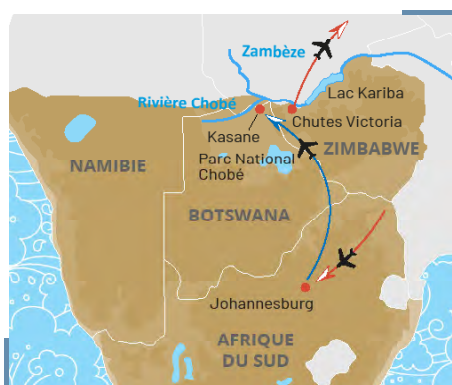 Zambèze
Lac Kariba
Rivière Chobé
Chutes Victoria
Kasane
ZIMBABWE
Parc National
Chobé
NAMIBIE
BOTSWANA
Johannesburg
AFRIQUE
DU SUD